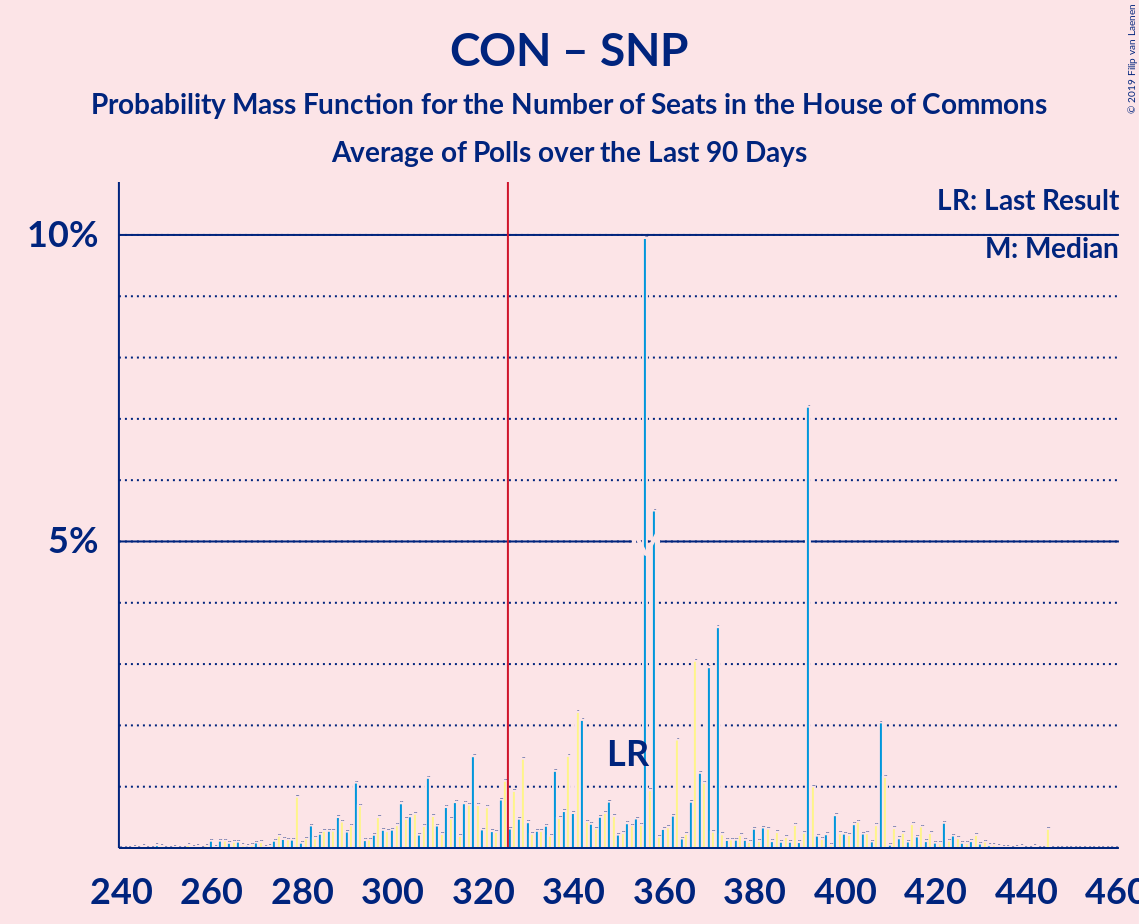 CON – SNP
Probability Mass Function for the Number of Seats in the House of Commons
Average of Polls over the Last 90 Days
© 2019 Filip van Laenen
LR: Last Result
M: Median
10%
5%
LR
240 260 280 300 320 340 360 380 400 420 440 460